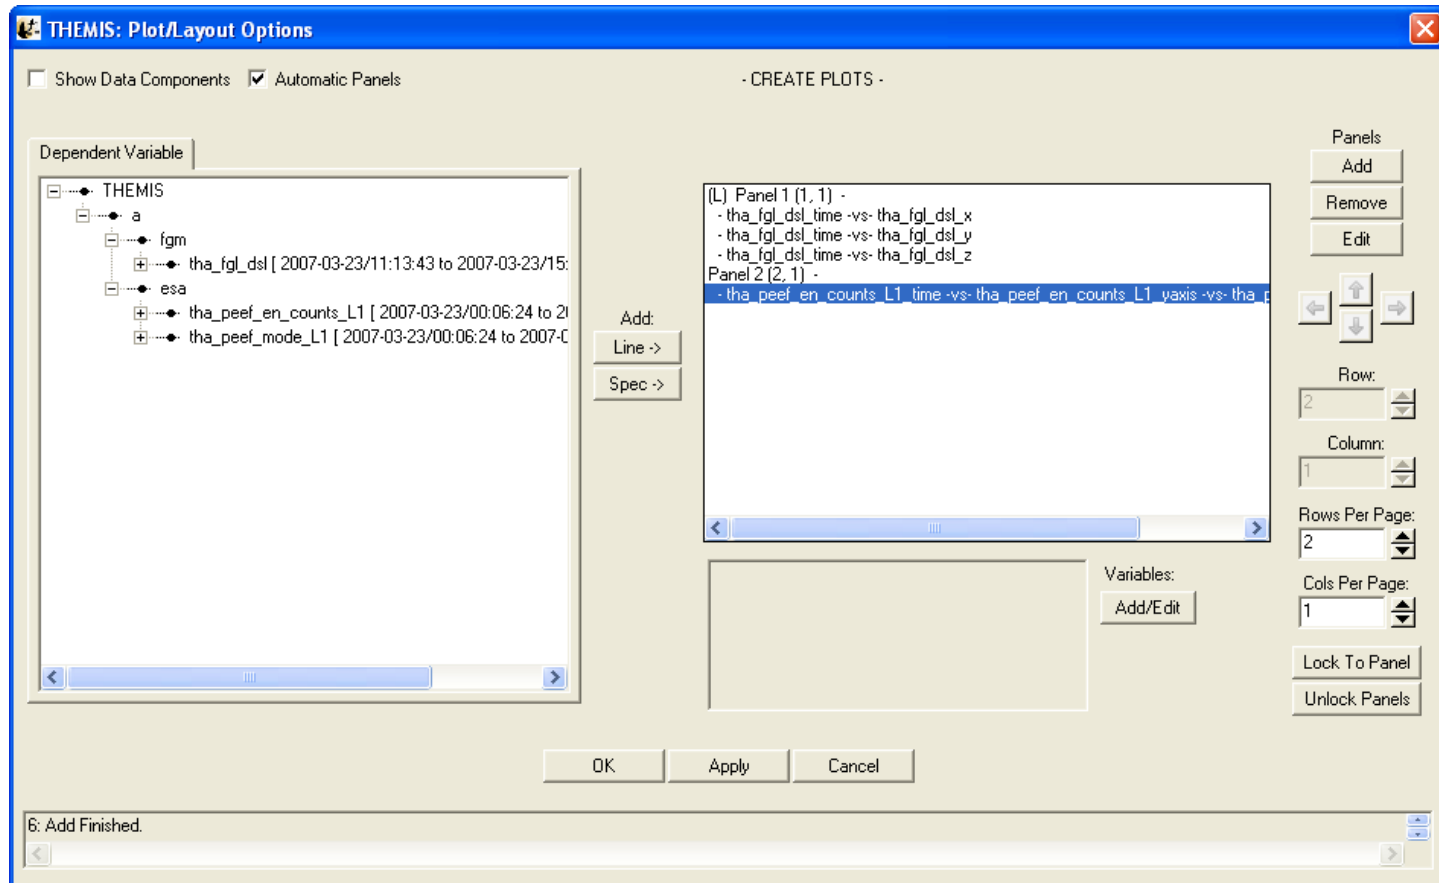 THEMIS: Plot/Layout Options
Show Data Components
Automatic Panels
- CREATE PLOTS -
Dependent Variable
THEMIS
a
fgm
tha_fgl_dsl [ 2007-03-23/11:13:43 to 2007-03-23/15:
esa
tha_peef_en_counts_L1 [ 2007-03-23/00:06:24 to 2
tha_peef_mode_L1 [ 2007-03-23/00:06:24 to 2007-
Add:
Line ->
Spec ->
(L) Panel 1 (1, 1) -
- tha_fgl_dsl_time -vs- tha_fgl_dsl_x
- tha_fgl_dsl_time -vs- tha_fgl_dsl_y
- tha_fgl_dsl_time -vs- tha_fgl_dsl_z
Panel 2 (2, 1) -
- tha_peef_en_counts_L1_time -vs- tha_peef_en_counts_L1_yaxis -vs- tha_p
Variables:
Add/Edit
Panels
Add
Remove
Edit
Row:
2
Column:
1
Rows Per Page:
2
Cols Per Page:
1
Lock To Panel
Unlock Panels
OK
Apply
Cancel
6: Add Finished.